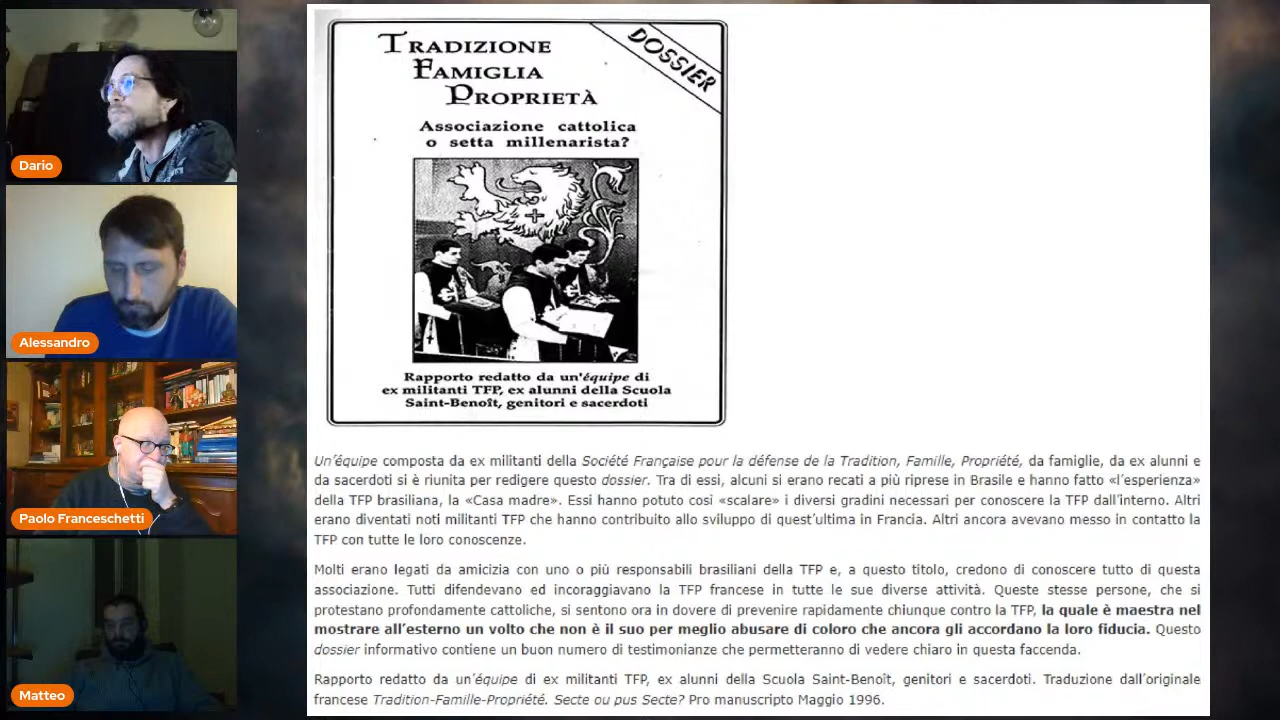 Dario
Alessandro
Paolo Franceschetti
Matteo
DOSSIER
TRADIZIONE
FAMIGLIA
PROPRIETÀ
Associazione cattolica
o setta millenarista?
Rapporto redatto da un'équipe di
ex militanti TFP, ex alunni della Scuola
Saint-Benoît, genitori e sacerdoti
Un'équipe composta da ex militanti della Société Française pour la défense de la Tradition, Famille, Propriété, da famiglie, da ex alunni e
da sacerdoti si è riunita per redigere questo dossier. Tra di essi, alcuni si erano recati a più riprese in Brasile e hanno fatto «l'esperienza»
della TFP brasiliana, la «Casa madre». Essi hanno potuto cosi «scalare» i diversi gradini necessari per conoscere la TFP dall'interno. Altri
erano diventati noti militanti TFP che hanno contribuito allo sviluppo di quest'ultima in Francia. Altri ancora avevano messo in contatto la
TFP con tutte le loro conoscenze.
Molti erano legati da amicizia con uno o più responsabili brasiliani della TFP e, a questo titolo, credono di conoscere tutto di questa
associazione. Tutti difendevano ed incoraggiavano la TFP francese in tutte le sue diverse attività. Queste stesse persone, che si
protestano profondamente cattoliche, si sentono ora in dovere di prevenire rapidamente chiunque contro la TFP, la quale è maestra nel
mostrare all'esterno un volto che non è il suo per meglio abusare di coloro che ancora gli accordano la loro fiducia. Questo
dossier informativo contiene un buon numero di testimonianze che permetteranno di vedere chiaro in questa faccenda.
Rapporto redatto da un'équipe di ex militanti TFP, ex alunni della Scuola Saint-Benoît, genitori e sacerdoti. Traduzione dall'originale
francese Tradition-Famille-Propriété. Secte ou pus Secte? Pro manuscripto Maggio 1996.